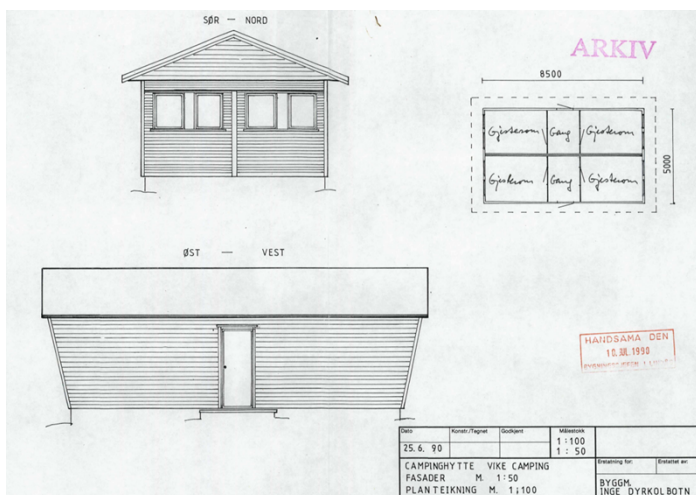 SØR — NORD
ARKIV
8500
Gjesterom Gang Gjesterom
5000
Gjesterom Gang Gjesterom
ØST — VEST
HANDSAMA DEN
10. JUL. 1990
Dato Konstr./Tegnet Godkjent Målestokk
25.6. 90 1:100
1: 50
CAMPINGHYTTE VIKE CAMPING
FASADER M. 1:50
PLANTEIKNING M. 1:100
Erstatning for: Erstattet av:
BYGGM.
INGE DYRKOLBOTN